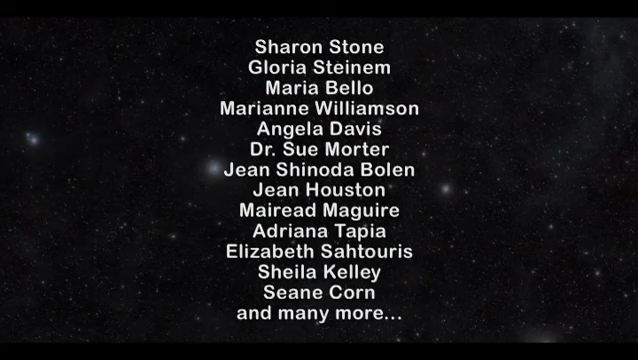 Sharon Stone
Gloria Steinem
Maria Bello
Marianne Williamson
Angela Davis
Dr. Sue Morter
Jean Shinoda Bolen
Jean Houston
Mairead Maguire
Adriana Tapia
Elizabeth Sahtouris
Sheila Kelley
Seane Corn
and many more...